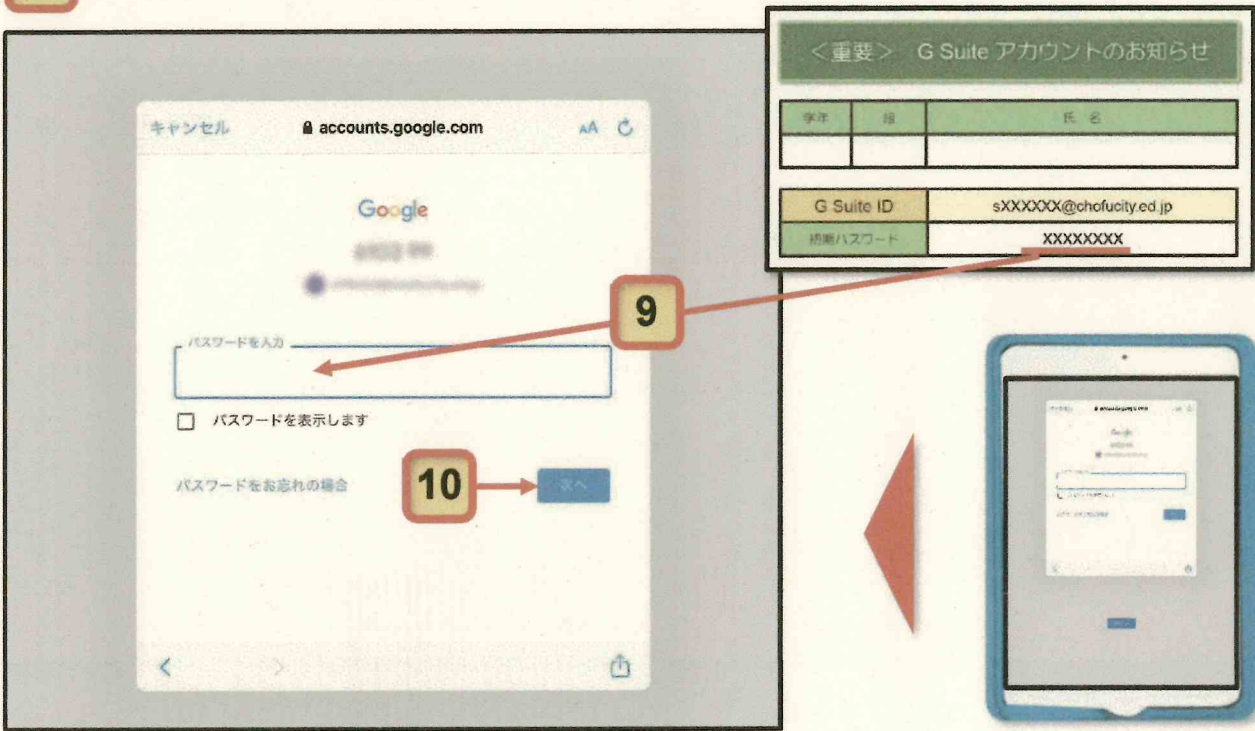 <重要> G Suite アカウントのお知らせ
学年 組 氏 名
G Suite ID sXXXXXX@chofucity.ed.jp
初期パスワード XXXXXXXX
キャンセル accounts.google.com AA
Google
9
パスワードを入力
パスワードを表示します
パスワードをお忘れの場合
10
次へ